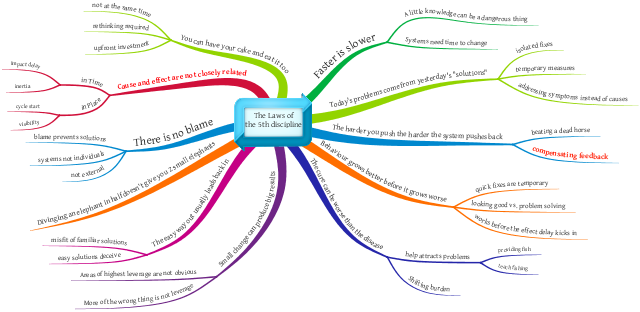 The Laws of
the 5th discipline
Faster is slower
A little knowledge can be a dangerous thing
Systems need time to change
Today's problems come from yesterday's "solutions"
isolated fixes
temporary measures
addressing symptoms instead of causes
The harder you push the harder the system pushes back
beating a dead horse
compensating feedback
Behaviour grows better before it grows worse
quick fixes are temporary
looking good vs. problem solving
works before the effect delay kicks in
The cure can be worse than the disease
help attracts problems
providing fish
teach fishing
Shifting burden
Small change can produce big results
Areas of highest leverage are not obvious
More of the wrong thing is not leverage
The easy way out usually leads back in
misfit of familiar solutions
easy solutions deceive
Divinging an elephant in half doesn't give you 2 small elephants
There is no blame
blame prevents solutions
systems not individuals
not external
Cause and effect are not closely related
in Time
impact delay
inertia
in Place
cycle start
visibility
You can have your cake and eat it too
not at the same time
rethinking required
upfront investment